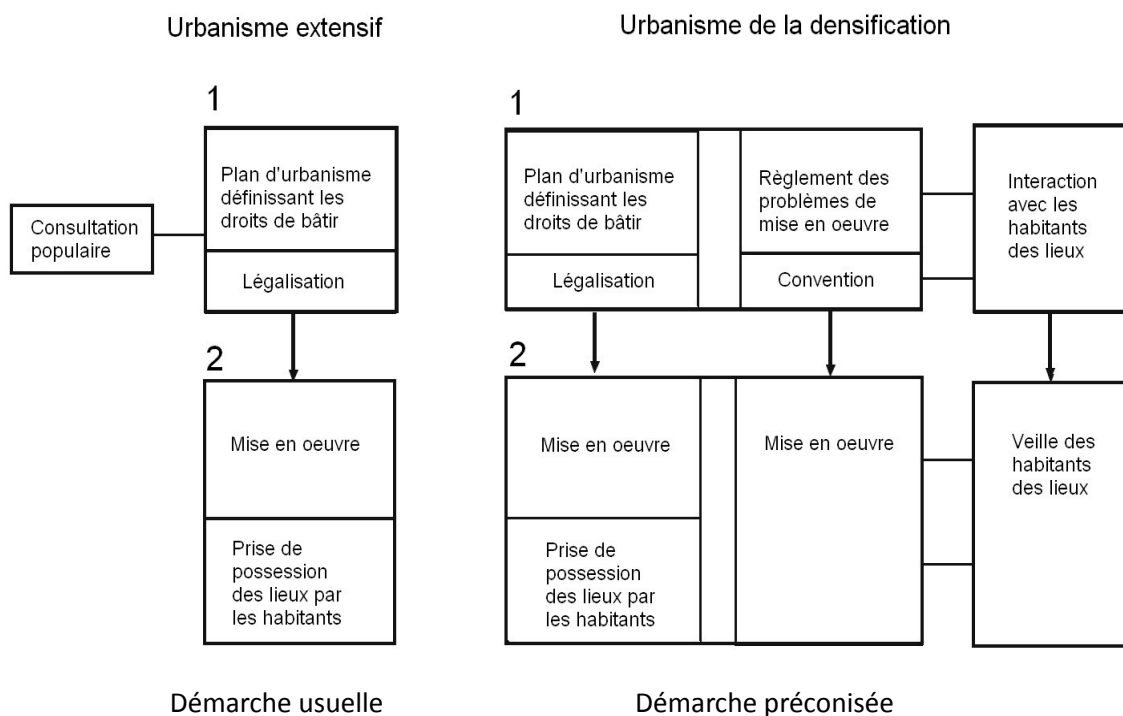 Urbanisme extensif
Urbanisme de la densification
1
Plan d'urbanisme
définissant les
droits de bâtir
Légalisation
Consultation
populaire
2
Mise en oeuvre
Prise de
possession
des lieux par
les habitants
Démarche usuelle
1
Plan d'urbanisme
définissant les
droits de bâtir
Légalisation
Règlement des
problèmes de
mise en oeuvre
Convention
Interaction
avec les
habitants
des lieux
2
Mise en oeuvre
Prise de
possession
des lieux par
les habitants
Mise en oeuvre
Veille des
habitants
des lieux
Démarche préconisée